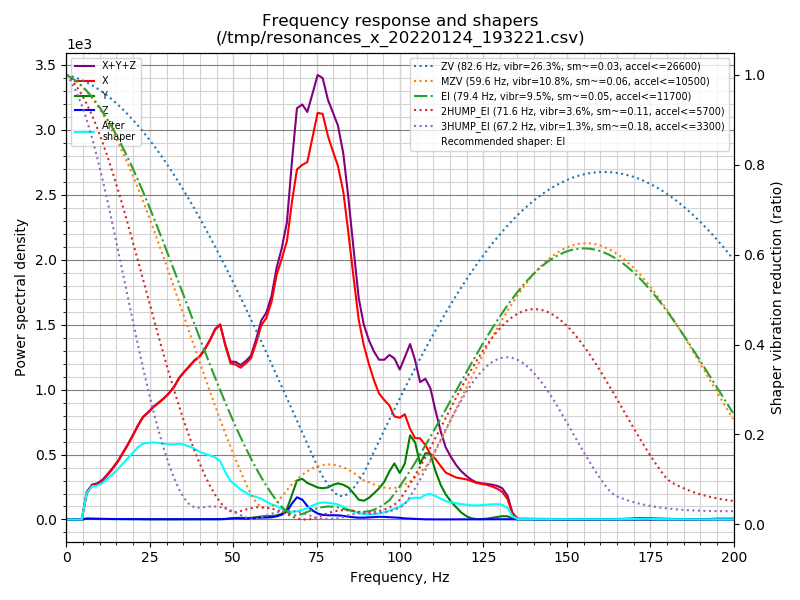 Frequency response and shapers
(/tmp/resonances_x_20220124_193221.csv)
1e3
X+Y+Z
X
Y
Z
After
shaper
ZV (82.6 Hz, vibr=26.3%, sm~=0.03, accel<=26600)
MZV (59.6 Hz, vibr=10.8%, sm~=0.06, accel<=10500)
EI (79.4 Hz, vibr=9.5%, sm~=0.05, accel<=11700)
2HUMP_EI (71.6 Hz, vibr=3.6%, sm~=0.11, accel<=5700)
3HUMP_EI (67.2 Hz, vibr=1.3%, sm~=0.18, accel<=3300)
Recommended shaper: EI
Power spectral density
3.5
3.0
2.5
2.0
1.5
1.0
0.5
0.0
1.0
0.8
0.6
0.4
0.2
0.0
Shaper vibration reduction (ratio)
0
25
50
75
100
125
150
175
200
Frequency, Hz